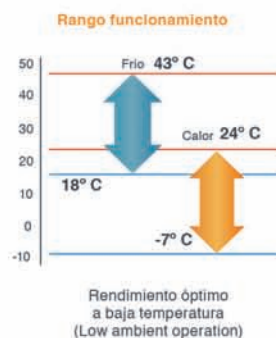 Rango funcionamiento
50
Frio 43º C
40
30
Calor 24º C
20
18º C
10
0
-7º C
-10
Rendimiento óptimo
a baja temperatura
(Low ambient operation)